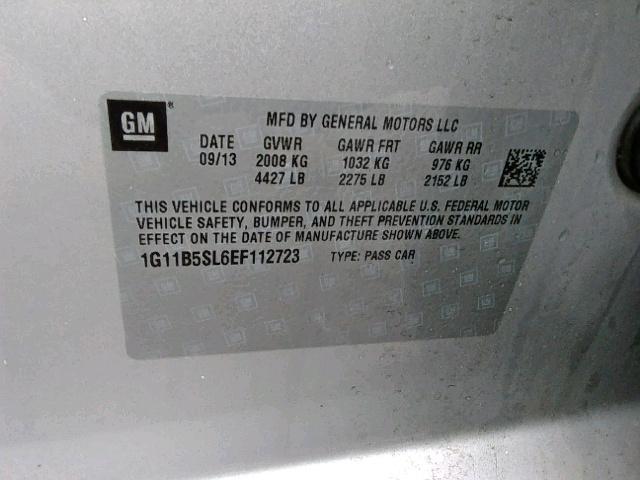 GM®
MFD BY GENERAL MOTORS LLC
DATE GVWR GAWR FRT GAWR RR
09/13 2008 KG 1032 KG 976 KG
4427 LB 2275 LB 2152 LB
THIS VEHICLE CONFORMS TO ALL APPLICABLE U.S. FEDERAL MOTOR
VEHICLE SAFETY, BUMPER, AND THEFT PREVENTION STANDARDS IN
EFFECT ON THE DATE OF MANUFACTURE SHOWN ABOVE.
1G11B5SL6EF112723 TYPE: PASS CAR